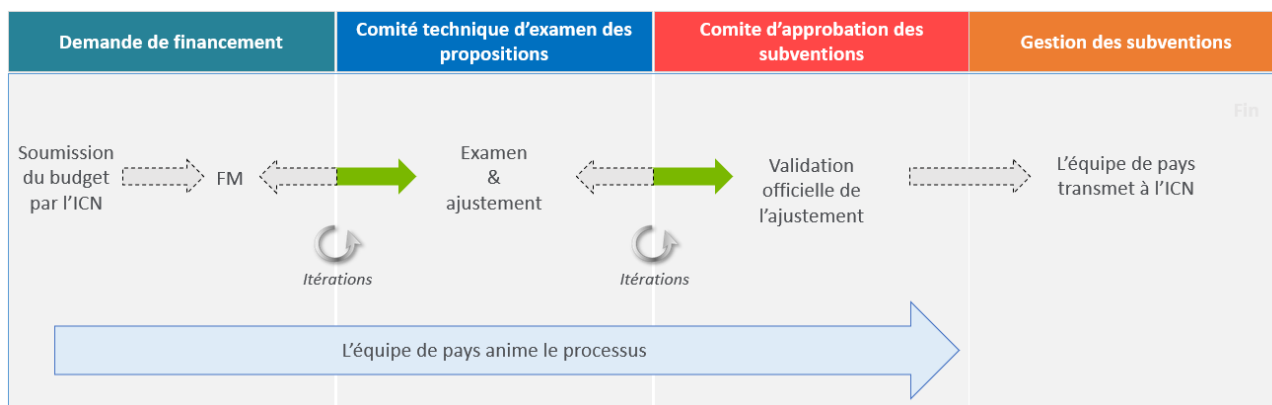 Demande de financement
Comité technique d’examen des
propositions
Comite d’approbation des
subventions
Gestion des subventions
Fin
Soumission
du budget
par l’ICN
FM
Examen
&
ajustement
Validation
officielle de
l’ajustement
L’équipe de pays
transmet à l’ICN
Itérations
Itérations
L’équipe de pays anime le processus